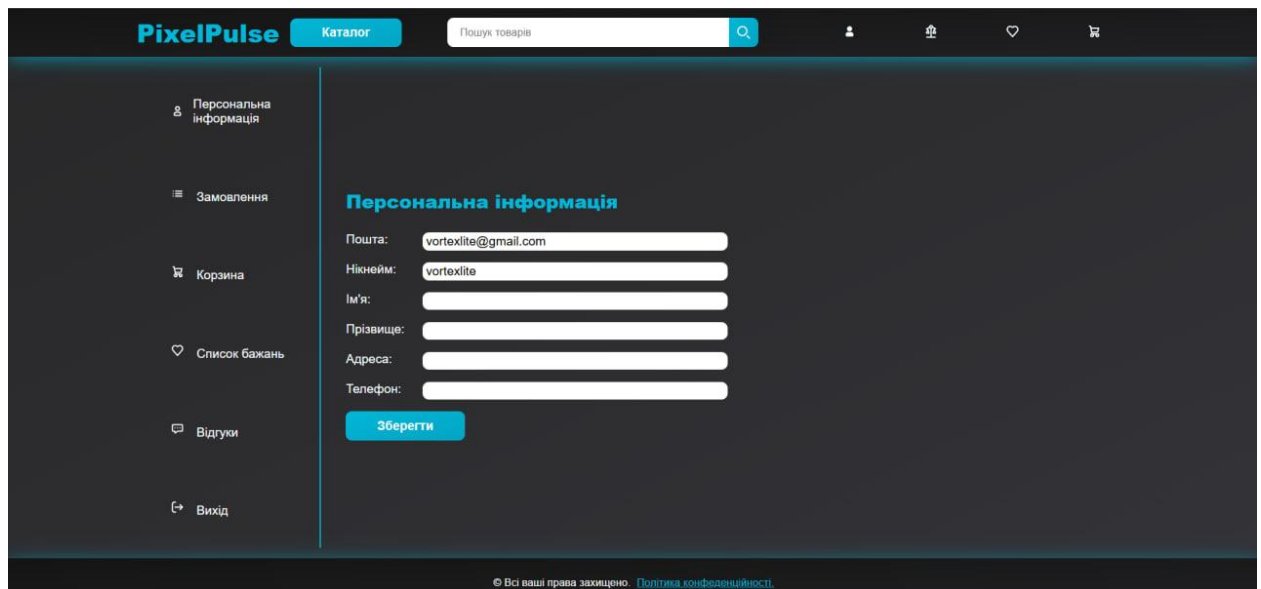 PixelPulse Каталог Пошук товарів
Персональна
інформація
Замовлення
Корзина
Список бажань
Відгуки
Вихід
Персональна інформація
Пошта: vortexlite@gmail.com
Нікнейм: vortexlite
Ім'я:
Прізвище:
Адреса:
Телефон:
Зберегти
© Всі ваші права захищено. Політика конфеденційності.